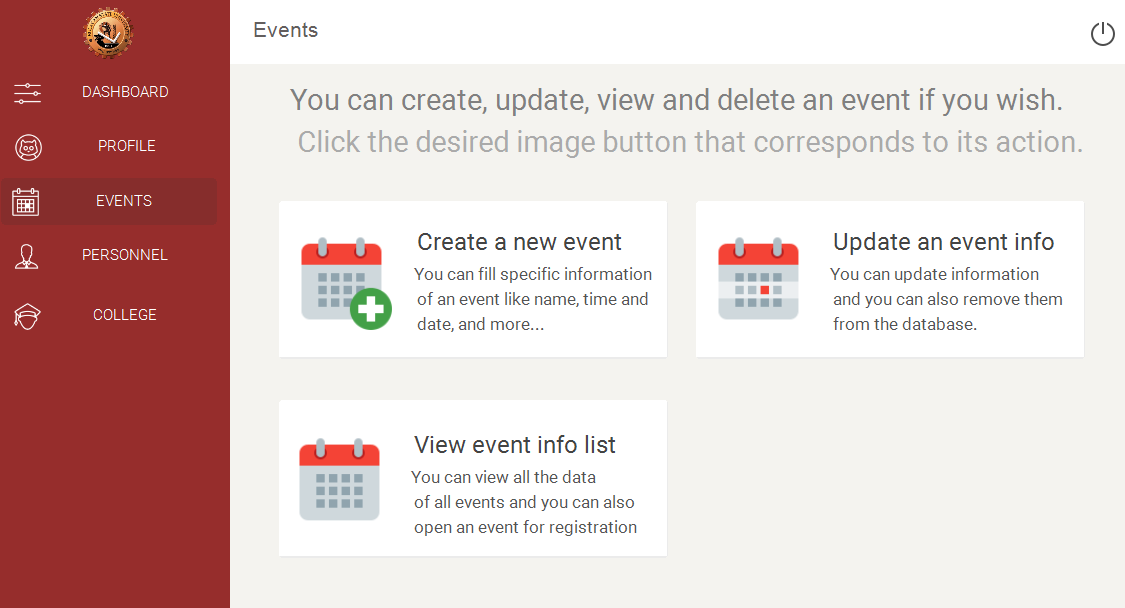 Events
DASHBOARD
PROFILE
EVENTS
PERSONNEL
COLLEGE
You can create, update, view and delete an event if you wish.
Click the desired image button that corresponds to its action.
Create a new event
You can fill specific information
of an event like name, time and
date, and more...
Update an event info
You can update information
and you can also remove them
from the database.
View event info list
You can view all the data
of all events and you can also
open an event for registration